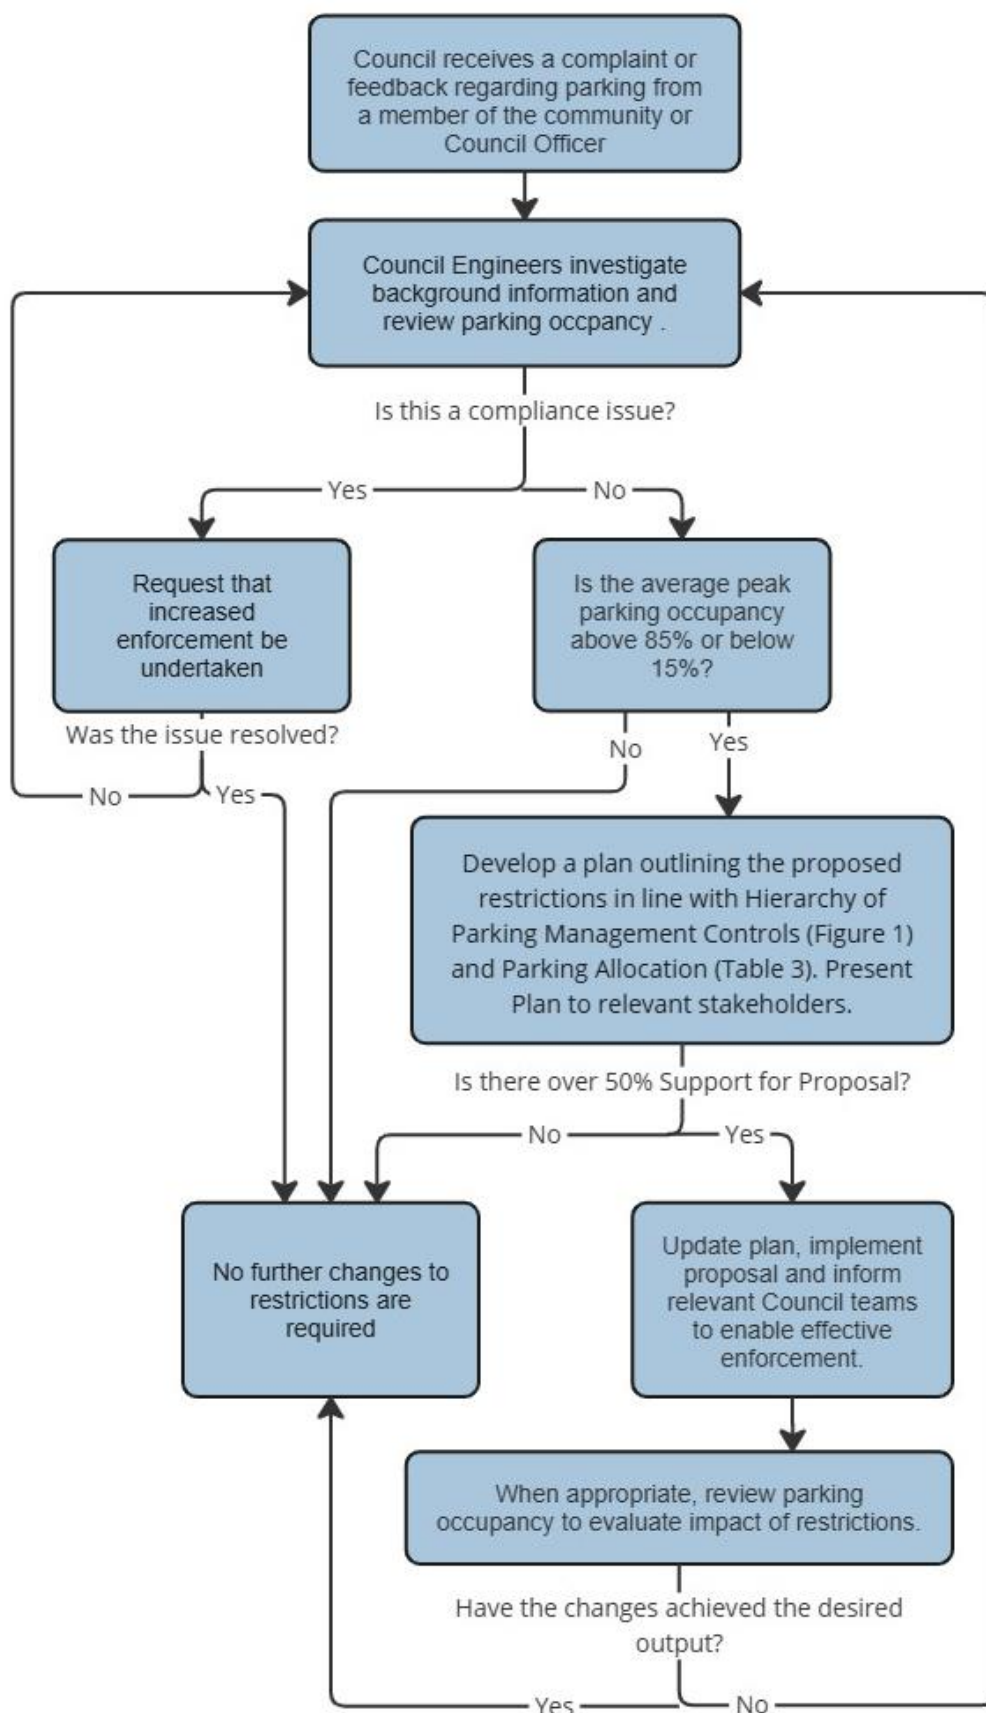 Council receives a complaint or
feedback regarding parking from
a member of the community or
Council Officer
Council Engineers investigate
background information and
review parking occpancy .
Is this a compliance issue?
Yes
No
Request that
increased
enforcement be
undertaken
Is the average peak
parking occupancy
above 85% or below
15%?
Was the issue resolved?
No
Yes
No
Yes
Develop a plan outlining the proposed
restrictions in line with Hierarchy of
Parking Management Controls (Figure 1)
and Parking Allocation (Table 3). Present
Plan to relevant stakeholders.
Is there over 50% Support for Proposal?
No
Yes
No further changes to
restrictions are
required
Update plan, implement
proposal and inform
relevant Council teams
to enable effective
enforcement.
When appropriate, review parking
occupancy to evaluate impact of restrictions.
Have the changes achieved the desired
output?
Yes
No